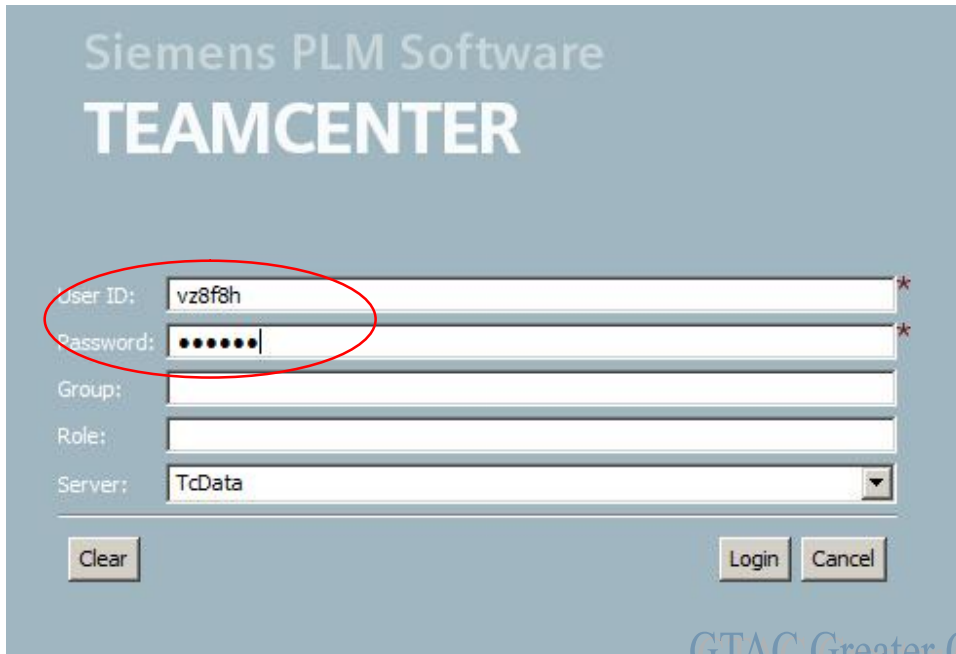 Siemens PLM Software
TEAMCENTER
User ID: vz8f8h *
Password: ●●●●●● *
Group:
Role:
Server: TcData
Clear Login Cancel
GTAC Greater